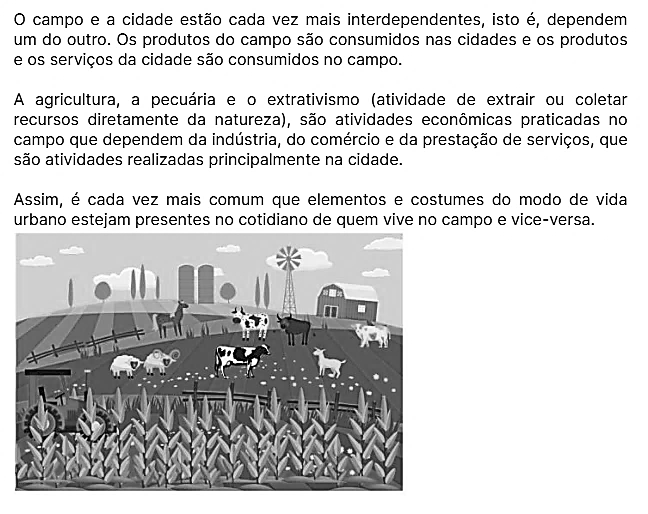 O campo e a cidade estão cada vez mais interdependentes, isto é, dependem
um do outro. Os produtos do campo são consumidos nas cidades e os produtos
e os serviços da cidade são consumidos no campo.
A agricultura, a pecuária e o extrativismo (atividade de extrair ou coletar
recursos diretamente da natureza), são atividades econômicas praticadas no
campo que dependem da indústria, do comércio e da prestação de serviços, que
são atividades realizadas principalmente na cidade.
Assim, é cada vez mais comum que elementos e costumes do modo de vida
urbano estejam presentes no cotidiano de quem vive no campo e vice-versa.